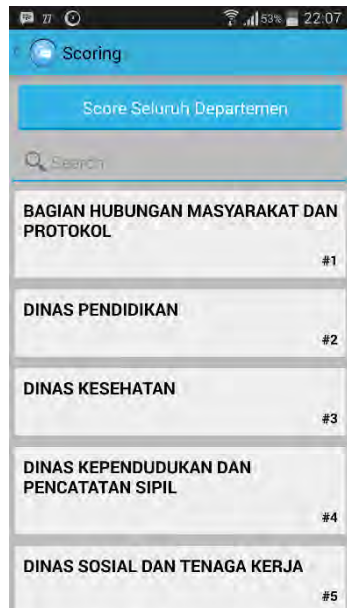 27 53% 22:07
Scoring
Score Seluruh Departemen
Search
BAGIAN HUBUNGAN MASYARAKAT DAN
PROTOKOL
#1
DINAS PENDIDIKAN
#2
DINAS KESEHATAN
#3
DINAS KEPENDUDUKAN DAN
PENCATATAN SIPIL
#4
DINAS SOSIAL DAN TENAGA KERJA
#5